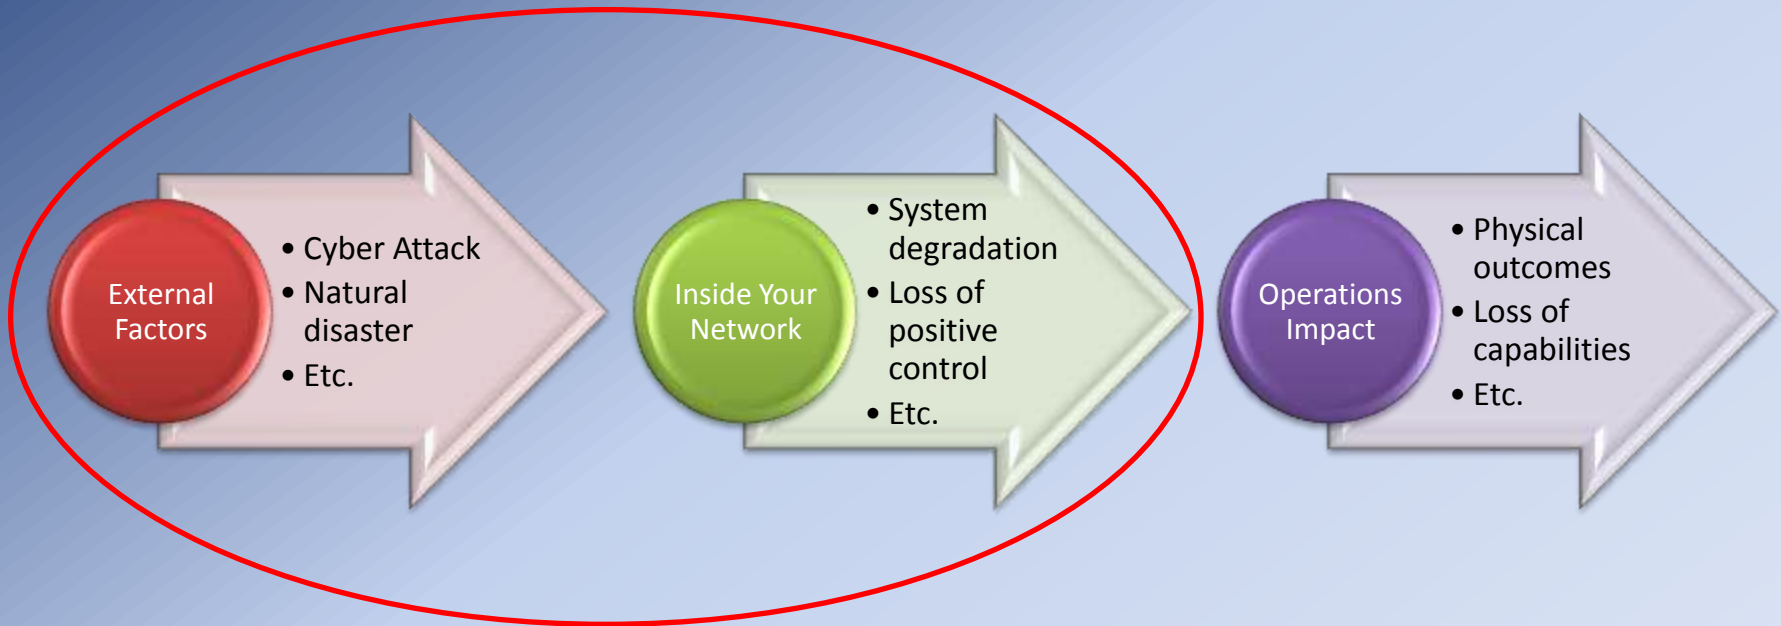 External
Factors
• Cyber Attack
• Natural
disaster
• Etc.
Inside Your
Network
• System
degradation
• Loss of
positive
control
• Etc.
Operations
Impact
• Physical
outcomes
• Loss of
capabilities
• Etc.